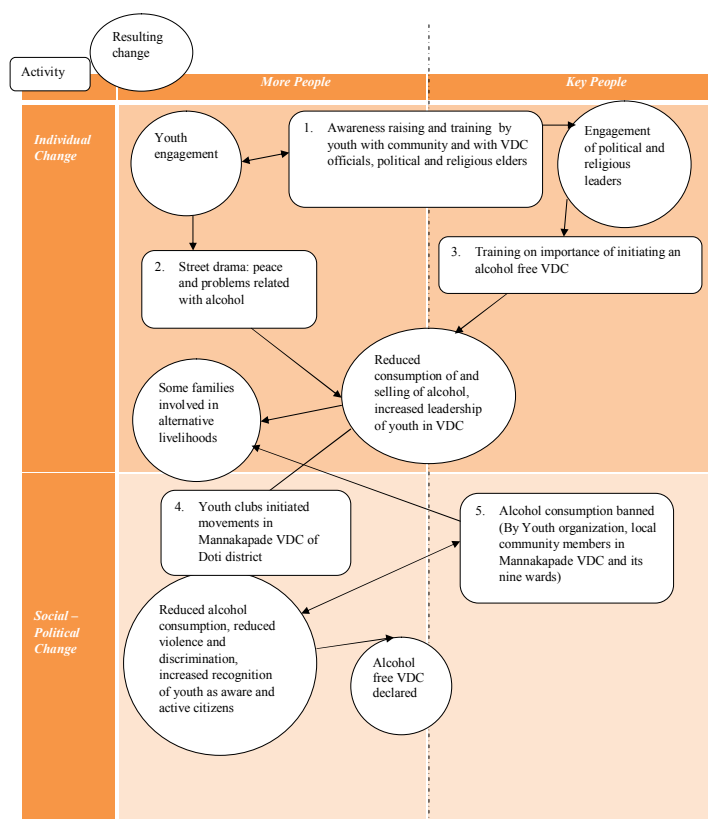 Resulting
change
Activity
More People
Key People
Individual
Change
Youth
engagement
1. Awareness raising and training by
youth with community and with VDC
officials, political and religious elders
Engagement
of political and
religious
leaders
2. Street drama: peace
and problems related
with alcohol
3. Training on importance of initiating an
alcohol free VDC
Reduced
consumption of and
selling of alcohol,
increased leadership
of youth in VDC
Some families
involved in
alternative
livelihoods
4. Youth clubs initiated
movements in
Mannakapade VDC of
Doti district
5. Alcohol consumption banned
(By Youth organization, local
community members in
Mannakapade VDC and its
nine wards)
Social –
Political
Change
Reduced alcohol
consumption, reduced
violence and
discrimination,
increased recognition
of youth as aware and
active citizens
Alcohol
free VDC
declared